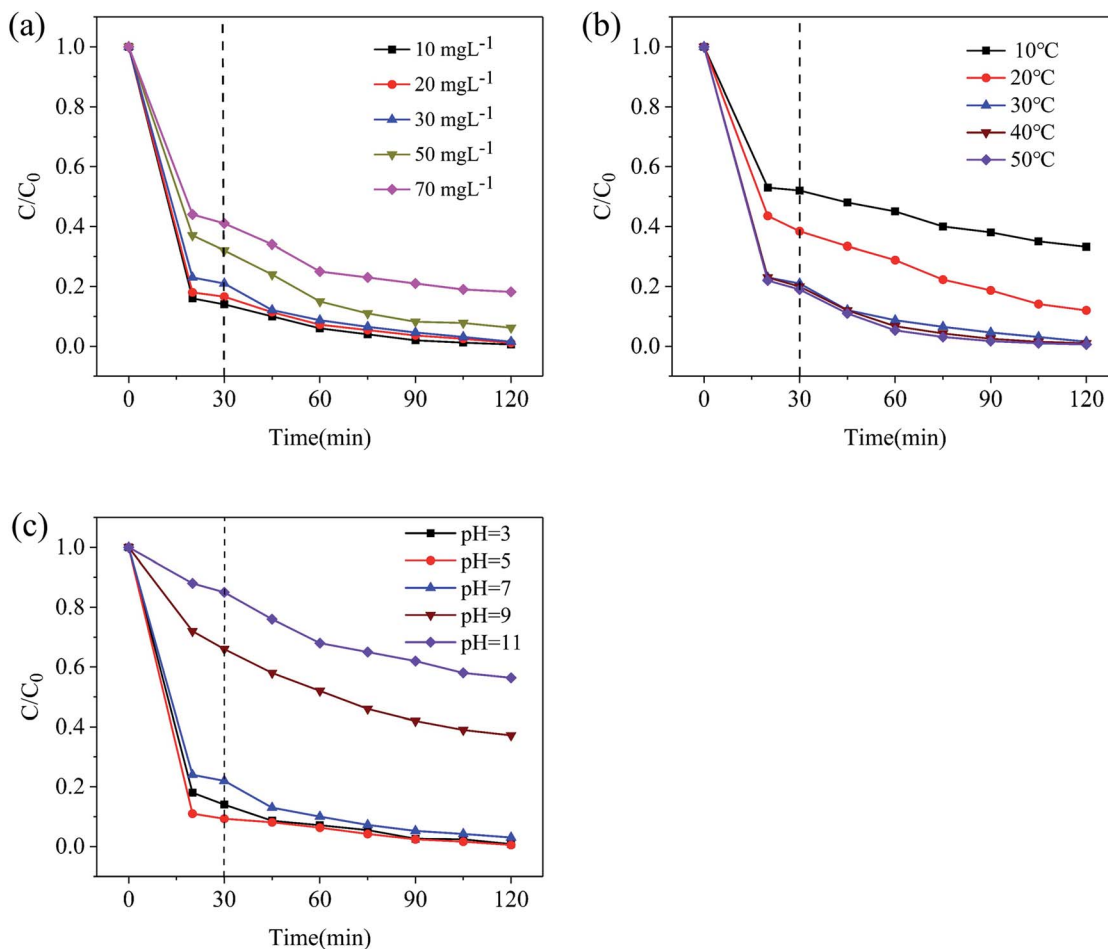 (a)
1.0
0.8
0.6
0.4
0.2
0.0
C/C₀
10 mgL⁻¹
20 mgL⁻¹
30 mgL⁻¹
50 mgL⁻¹
70 mgL⁻¹
0 30 60 90 120
Time(min)
(b)
1.0
0.8
0.6
0.4
0.2
0.0
C/C₀
10℃
20℃
30℃
40℃
50℃
0 30 60 90 120
Time(min)
(c)
1.0
0.8
0.6
0.4
0.2
0.0
C/C₀
pH=3
pH=5
pH=7
pH=9
pH=11
0 30 60 90 120
Time(min)